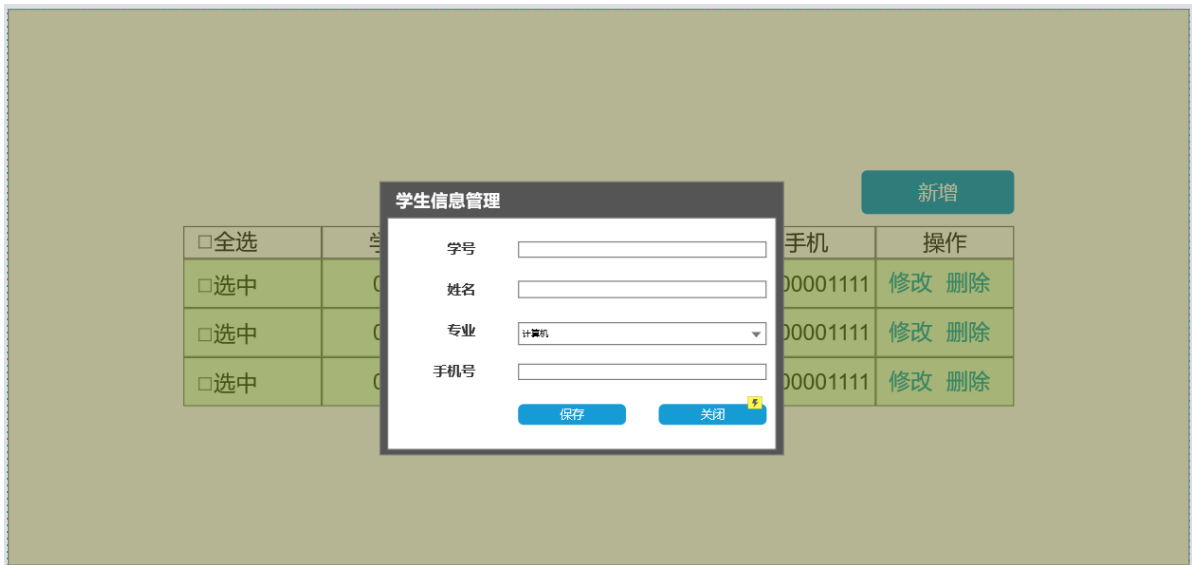 新增
学生信息管理
□全选 手机 操作
学号
□选中 00001111 修改 删除
姓名
□选中 00001111 修改 删除
专业 计算机
□选中 00001111 修改 删除
手机号
保存 关闭